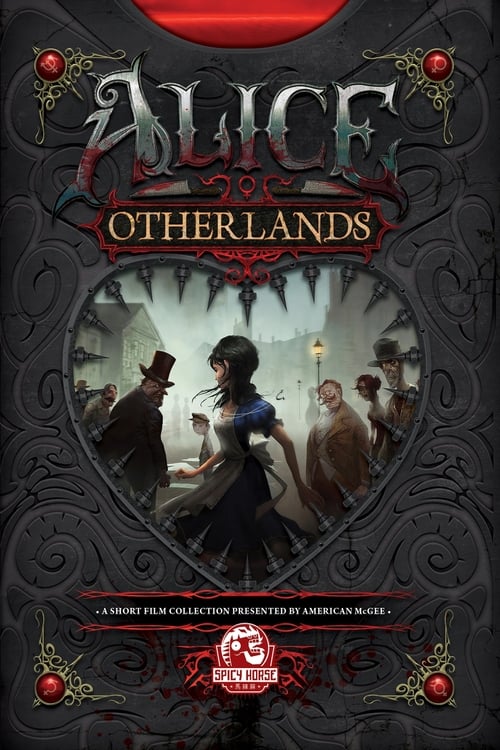 ALICE
OTHERLANDS
• A SHORT FILM COLLECTION PRESENTED BY AMERICAN McGEE •
SPICY HORSE